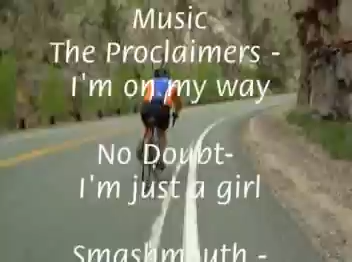 Music
The Proclaimers -
I'm on my way
No Doubt-
I'm just a girl
Smashmouth -